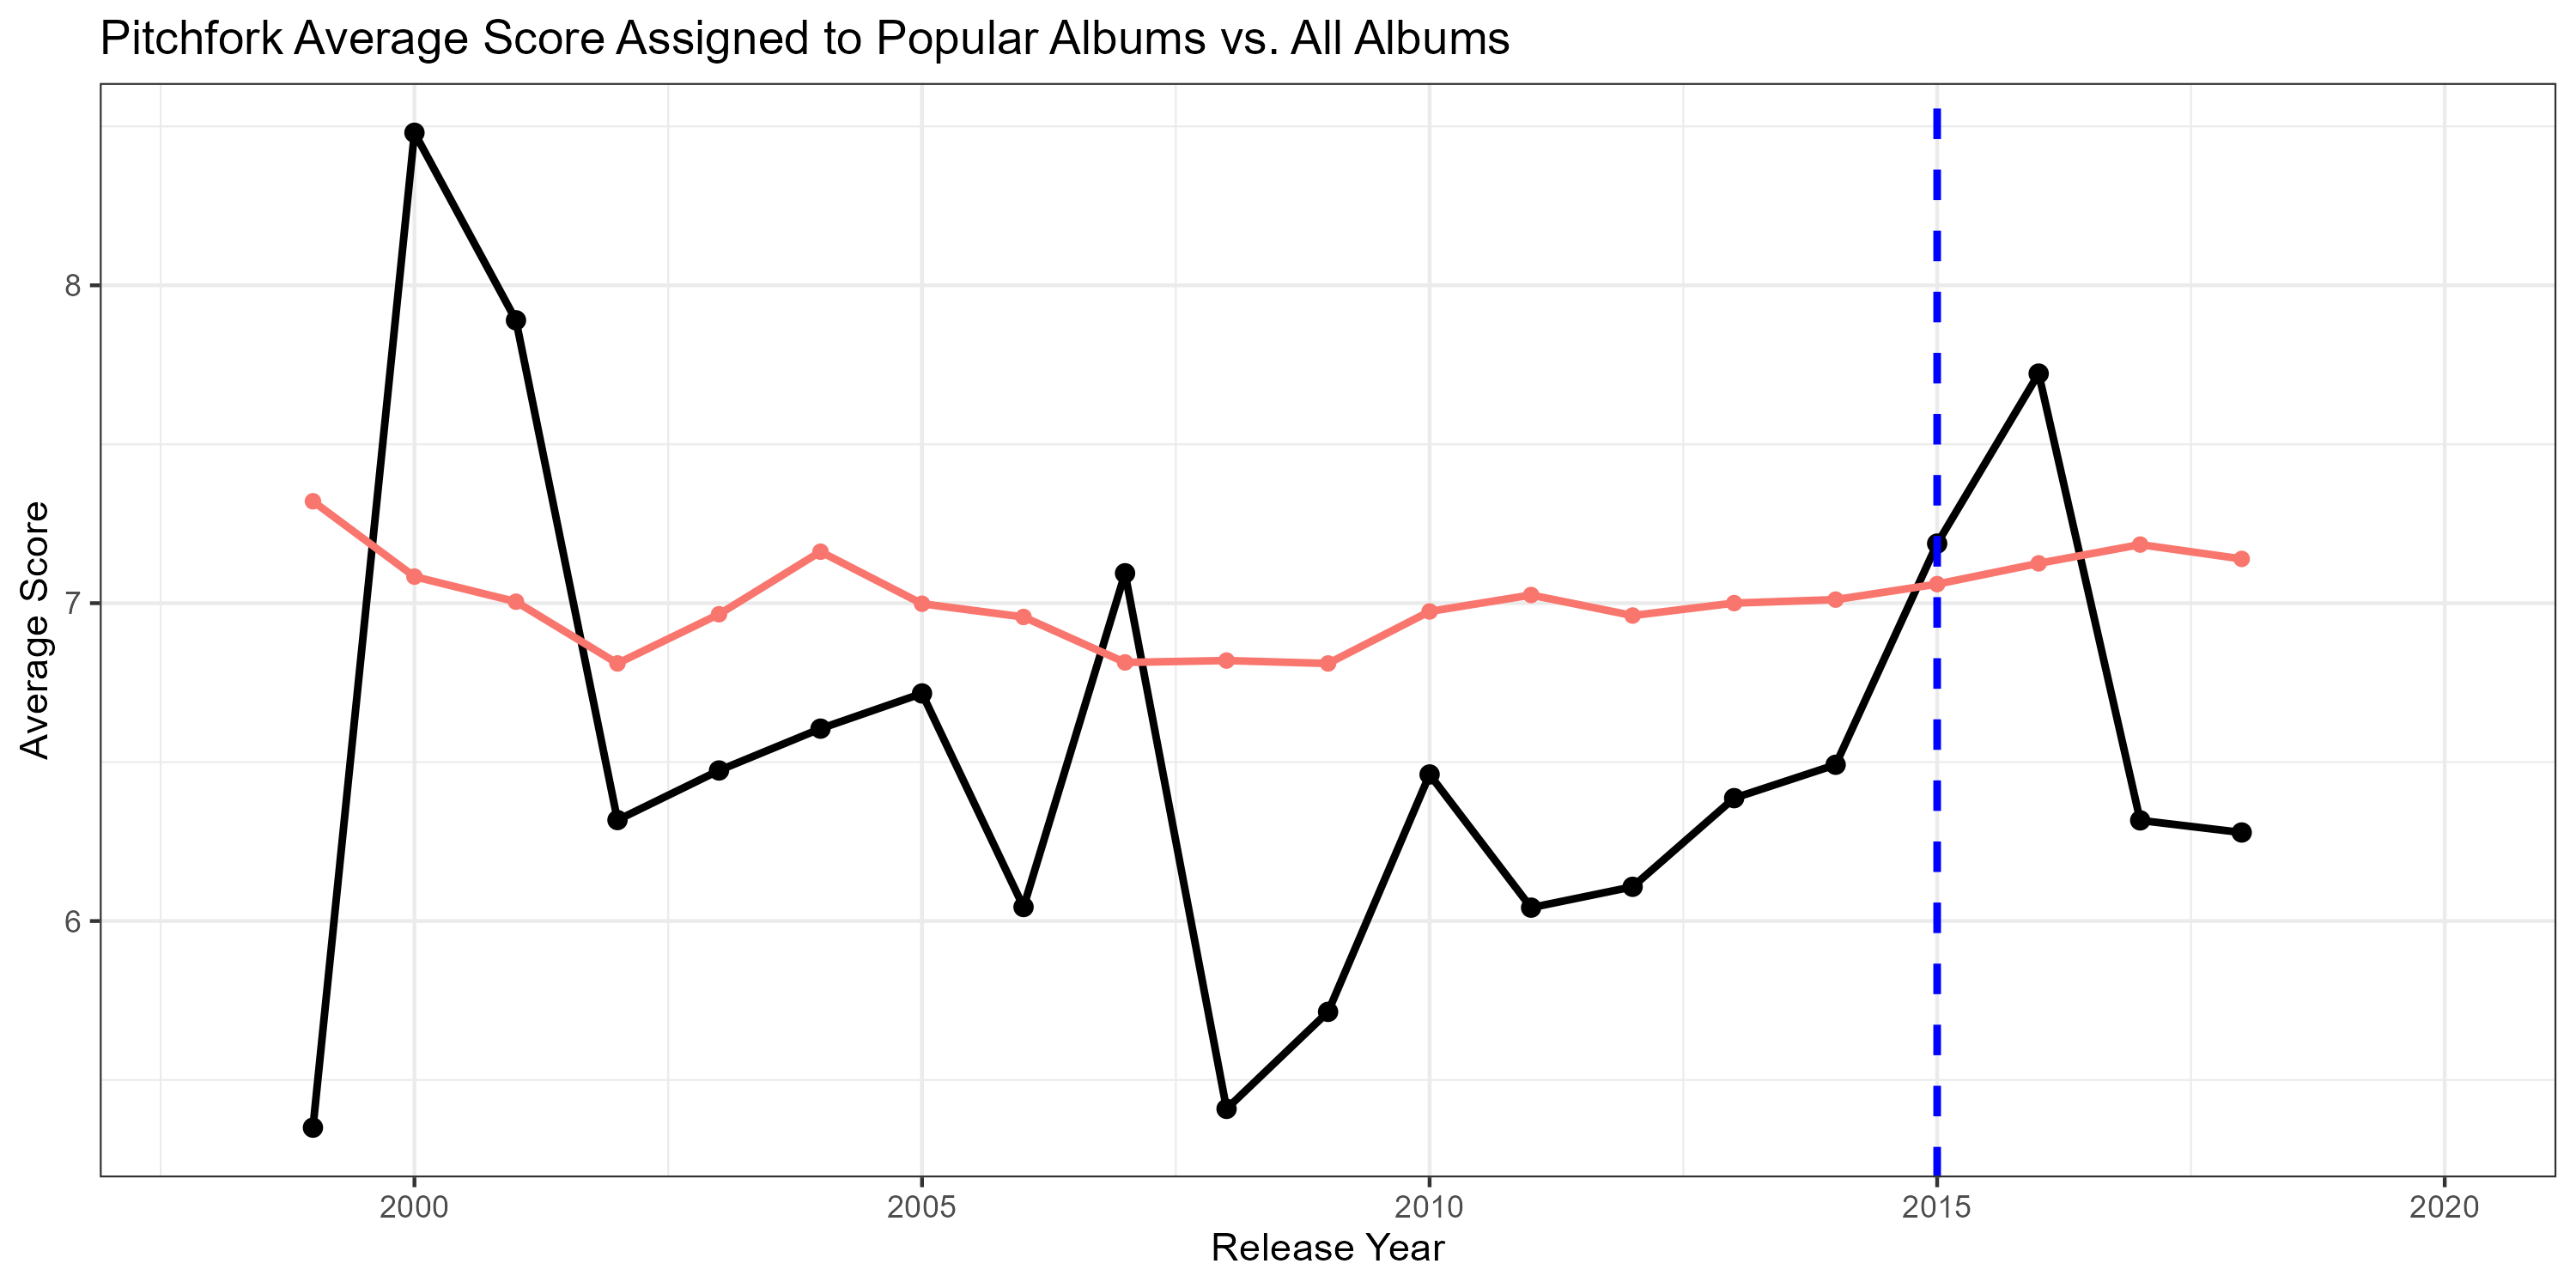 Pitchfork Average Score Assigned to Popular Albums vs. All Albums
Average Score
8
7
6
2000 2005 2010 2015 2020
Release Year